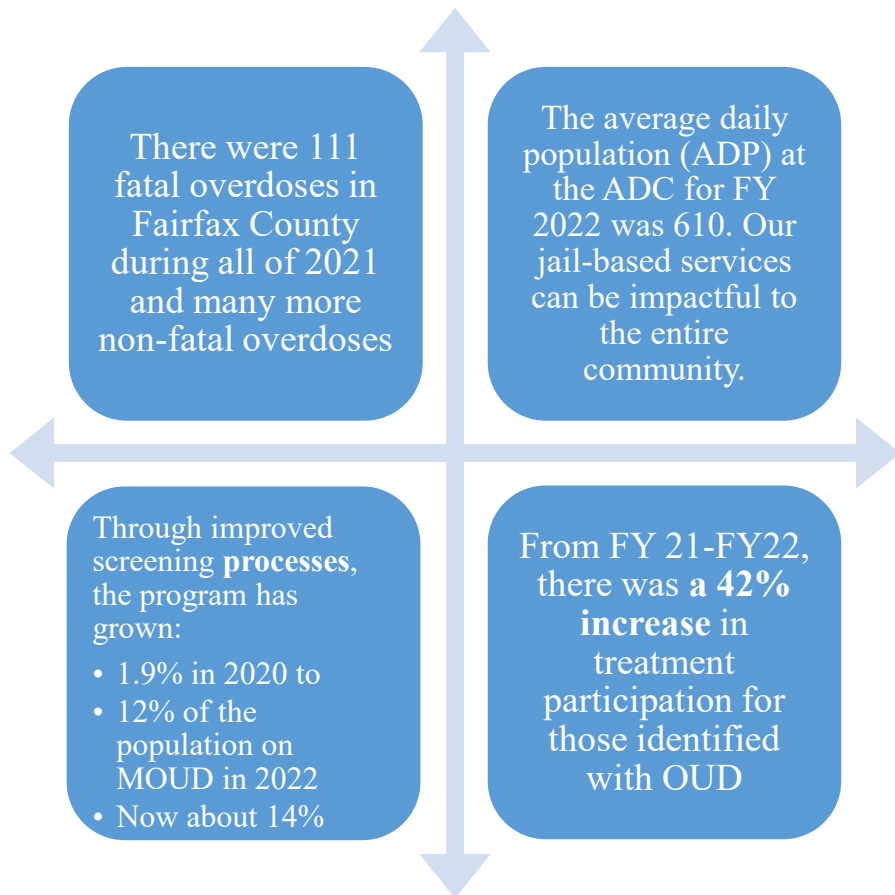 There were 111
fatal overdoses in
Fairfax County
during all of 2021
and many more
non-fatal overdoses
The average daily
population (ADP) at
the ADC for FY
2022 was 610. Our
jail-based services
can be impactful to
the entire
community.
Through improved
screening processes,
the program has
grown:
• 1.9% in 2020 to
• 12% of the
population on
MOUD in 2022
• Now about 14%
From FY 21-FY22,
there was a 42%
increase in
treatment
participation for
those identified
with OUD